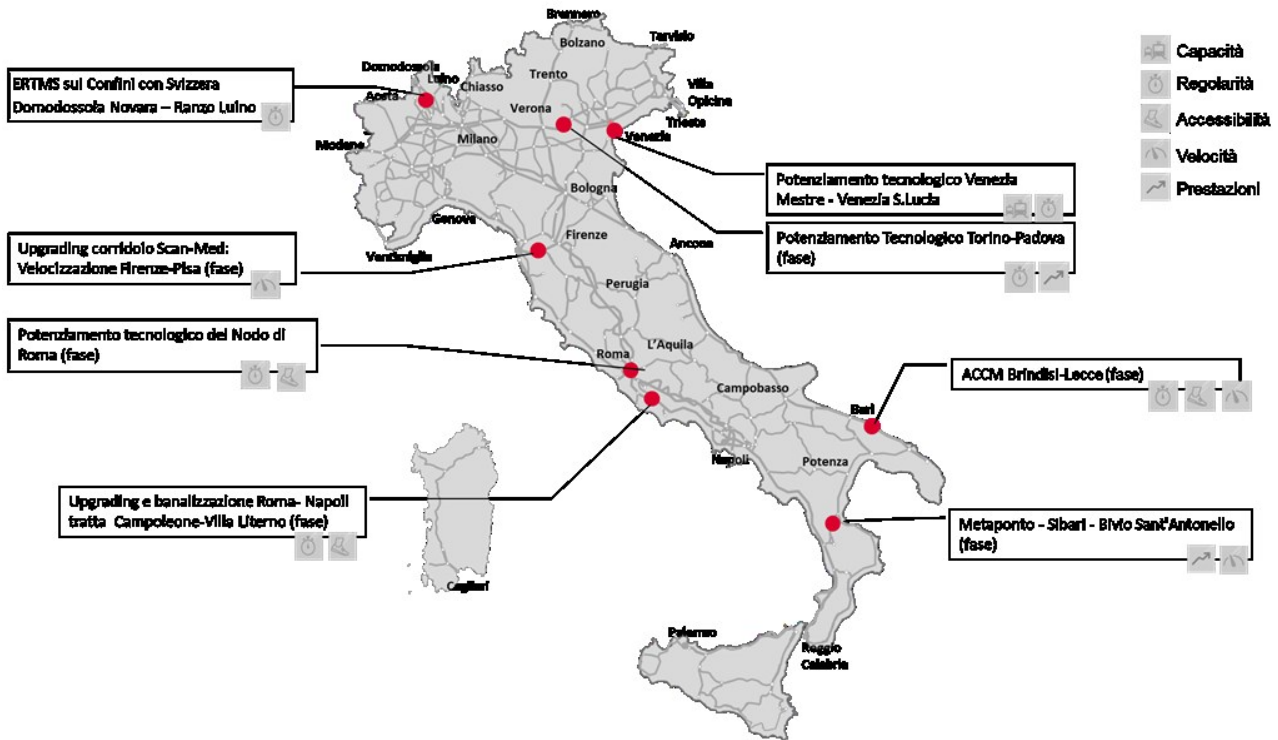 Brennero
Bolzano
Tarvisio
Domodossola
Luino
Chiasso
Trento
Villa
Opicina
Aosta
Verona
Trieste
Venezia
Modane
Milano
Bologna
Genova
Firenze
Ventimiglia
Ancona
Perugia
L'Aquila
Roma
Campobasso
Bari
Napoli
Potenza
Cagliari
Palermo
Reggio
Calabria
ERTMS sui Confini con Svizzera
Domodossola Novara – Ranzo Luino
Upgrading corridoio Scan-Med:
Velocizzazione Firenze-Pisa (fase)
Potenziamento tecnologico del Nodo di
Roma (fase)
Upgrading e banalizzazione Roma- Napoli
tratta Campoleone-Villa Literno (fase)
Potenziamento tecnologico Venezia
Mestre - Venezia S.Lucia
Potenziamento Tecnologico Torino-Padova
(fase)
ACCM Brindisi-Lecce (fase)
Metaponto - Sibari - Bivio Sant'Antonello
(fase)
Capacità
Regolarità
Accessibilità
Velocità
Prestazioni